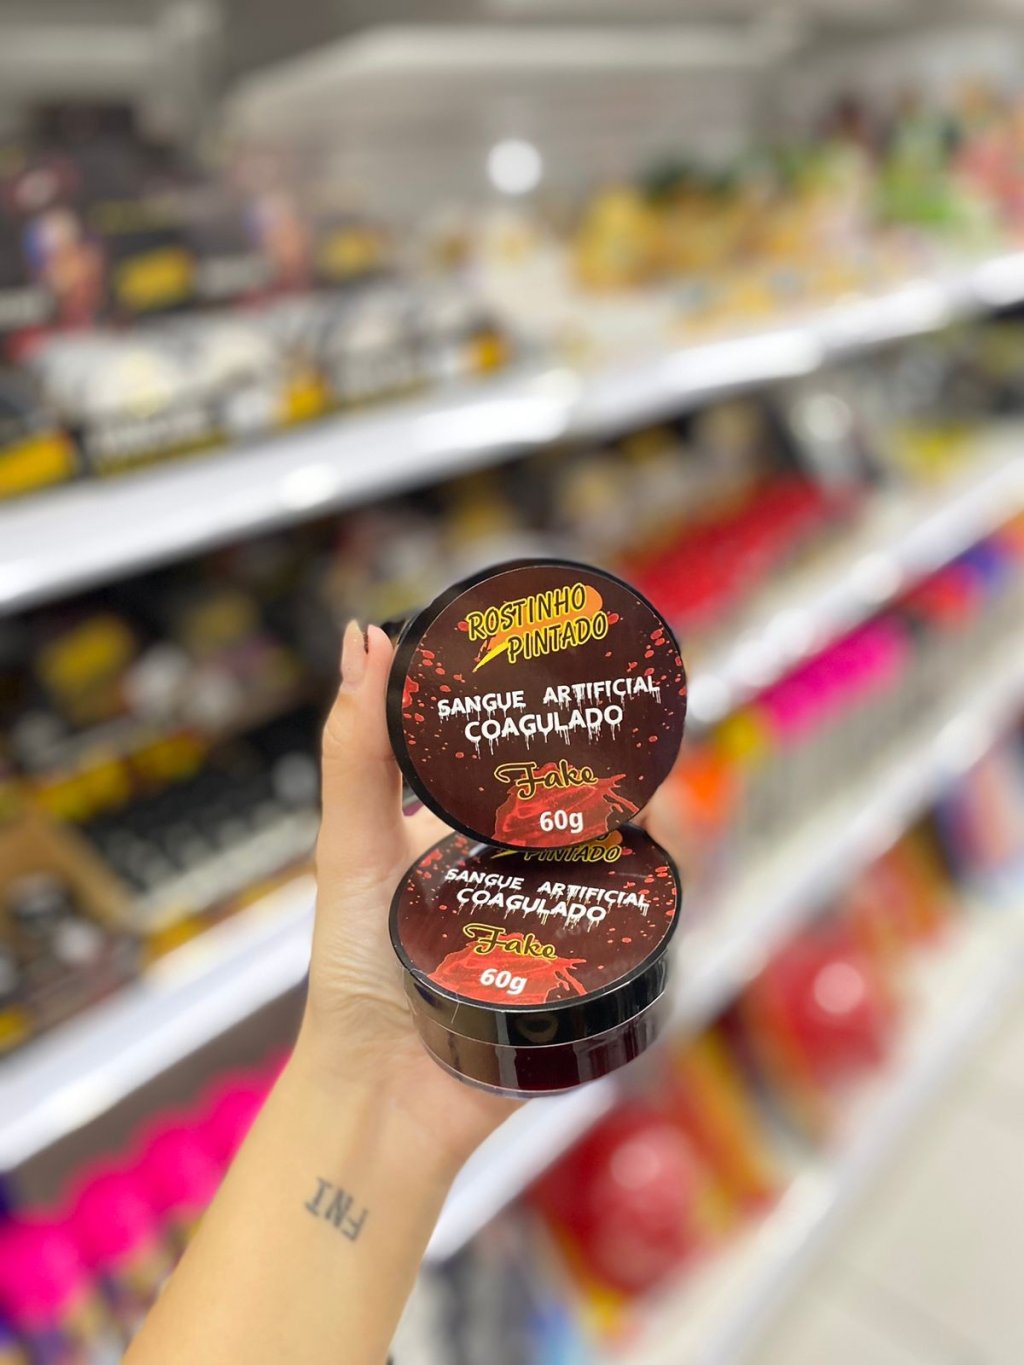 ROSTINHO
PINTADO
SANGUE ARTIFICIAL
COAGULADO
Fake
60g
PINTADO
SANGUE ARTIFICIAL
COAGULADO
Fake
60g
FNI